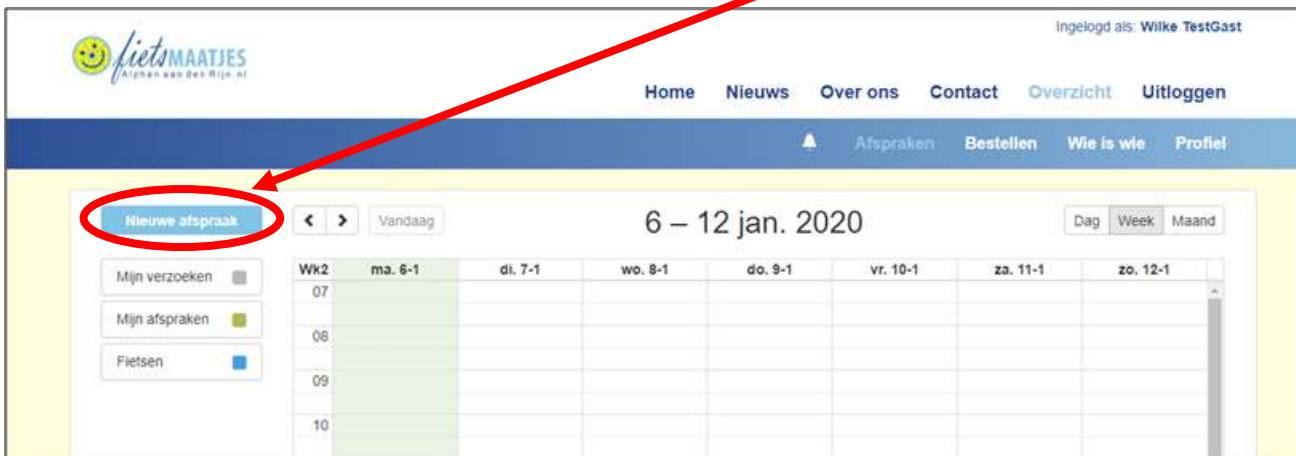 Ingelogd als: Wilke TestGast
fietsMAATJES
Alphen aan den Rijn.nl
Home Nieuws Over ons Contact Overzicht Uitloggen
Afspraken Bestellen Wie is wie Profiel
Nieuwe afspraak < > Vandaag 6 – 12 jan. 2020 Dag Week Maand
Mijn verzoeken
Mijn afspraken
Fietsen
Wk2 ma. 6-1 di. 7-1 wo. 8-1 do. 9-1 vr. 10-1 za. 11-1 zo. 12-1
07
08
09
10